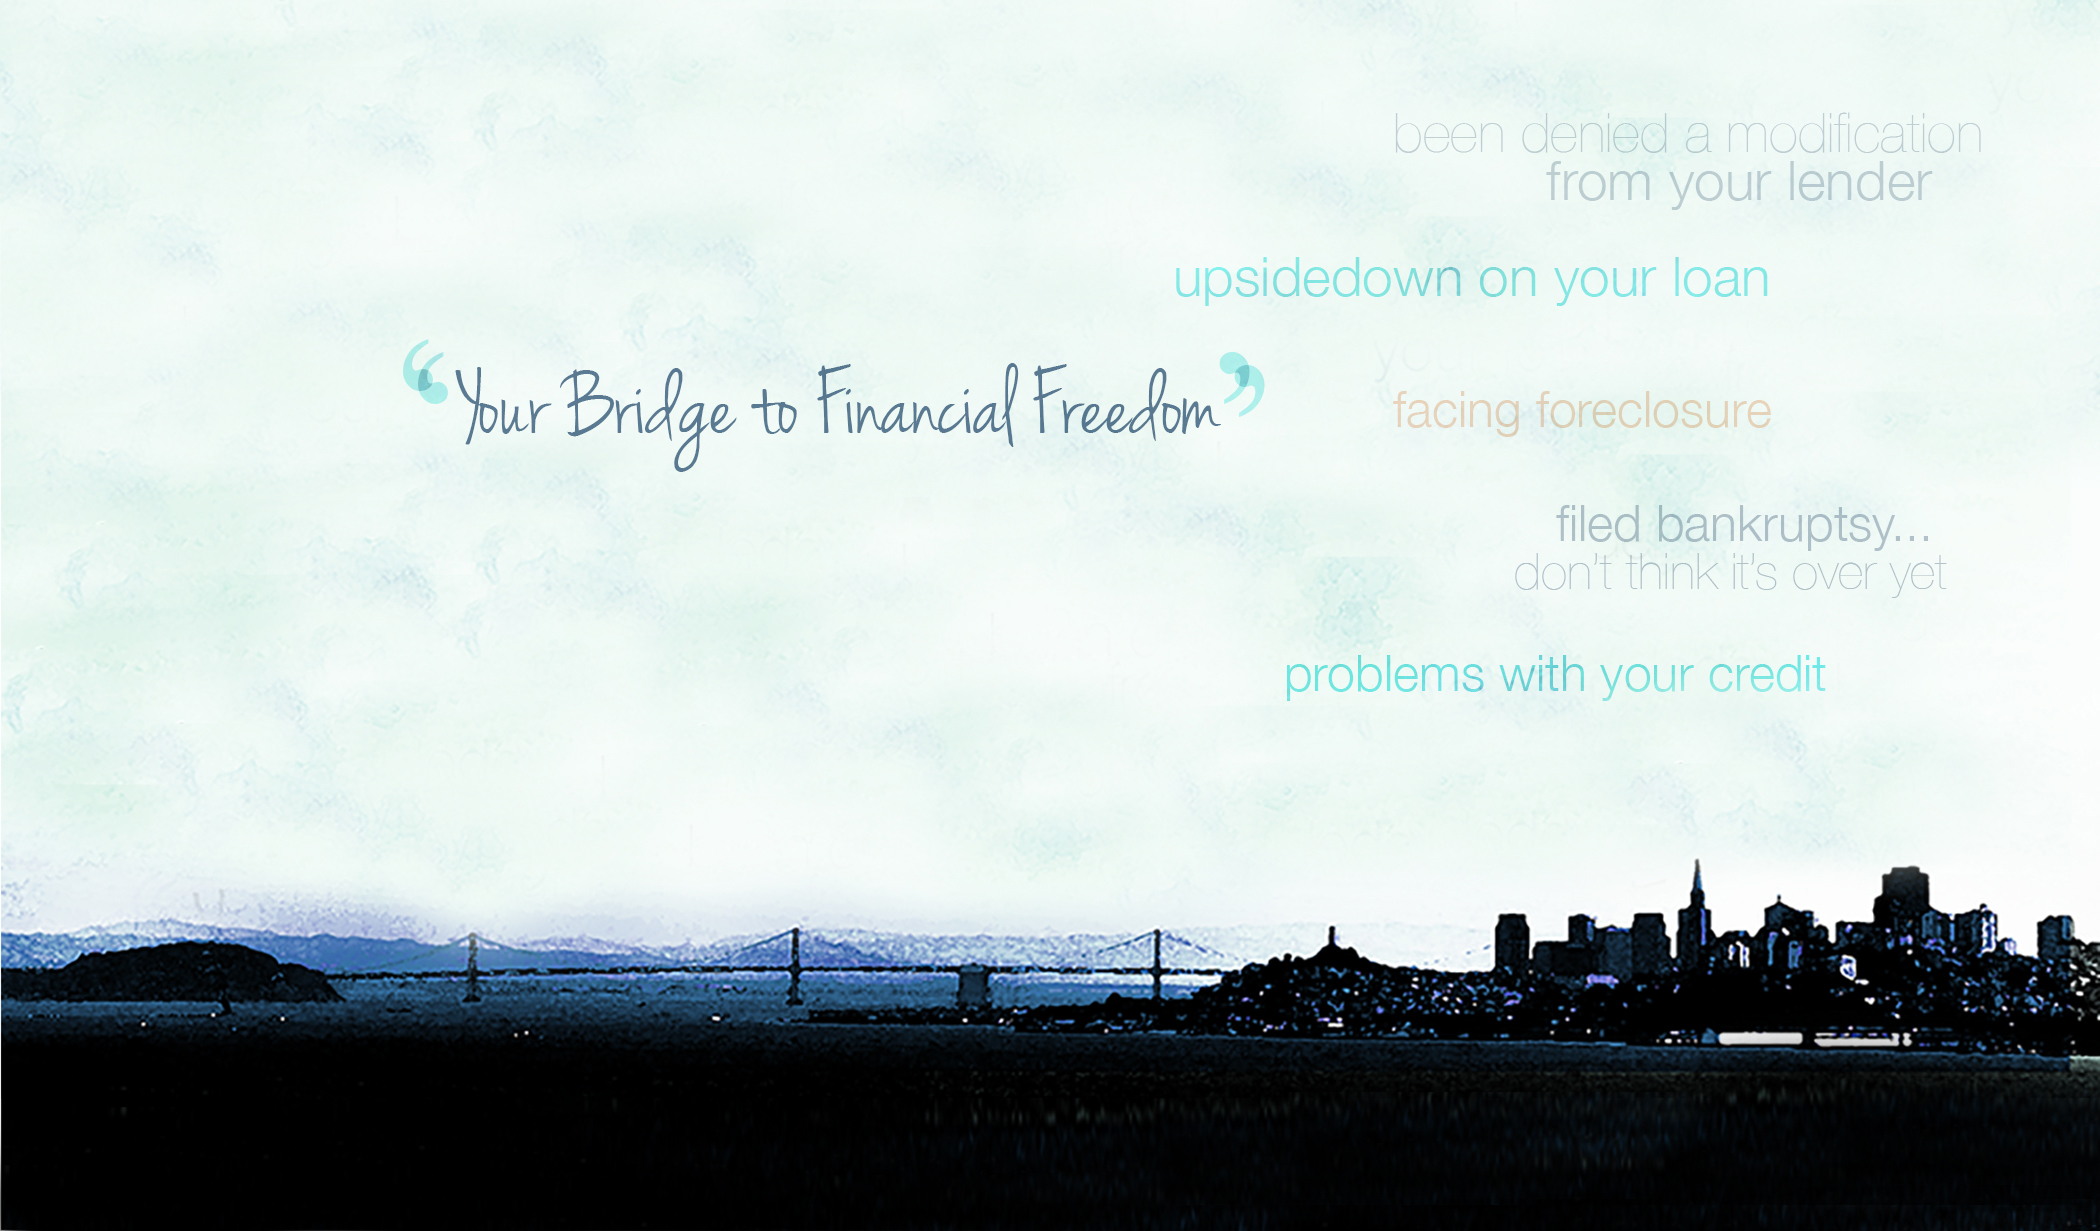 been denied a modification
from your lender
upsidedown on your loan
“Your Bridge to Financial Freedom”
facing foreclosure
filed bankruptsy...
don't think it's over yet
problems with your credit